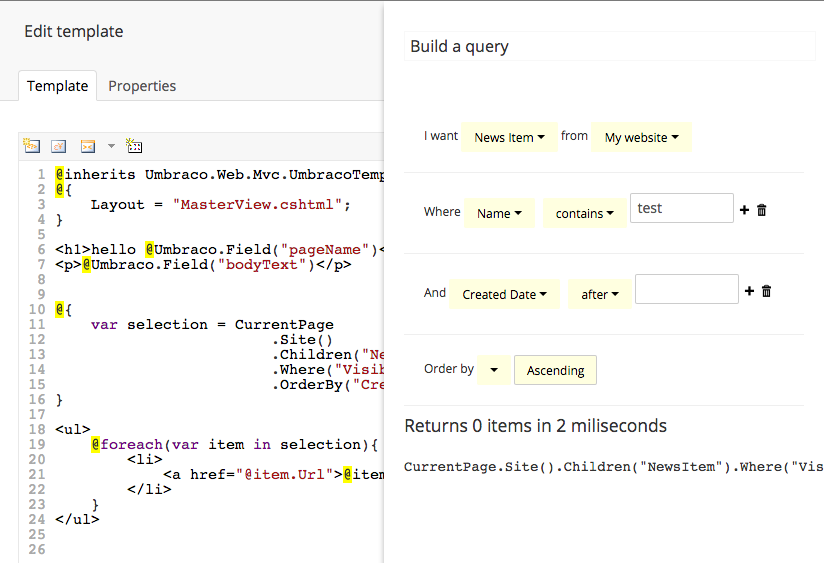 Edit template
Template Properties
1 @inherits Umbraco.Web.Mvc.UmbracoTemp
2 @{
3 Layout = "MasterView.cshtml";
4 }
5
6 <h1>hello @Umbraco.Field("pageName")<
7 <p>@Umbraco.Field("bodyText")</p>
8
9
10 @{
11 var selection = CurrentPage
12 .Site()
13 .Children("Ne
14 .Where("Visib
15 .OrderBy("Cre
16 }
17
18 <ul>
19 @foreach(var item in selection){
20 <li>
21 <a href="@item.Url">@item
22 </li>
23 }
24 </ul>
25
26
Build a query
I want News Item from My website
Where Name contains test
And Created Date after
Order by Ascending
Returns 0 items in 2 miliseconds
CurrentPage.Site().Children("NewsItem").Where("Vis